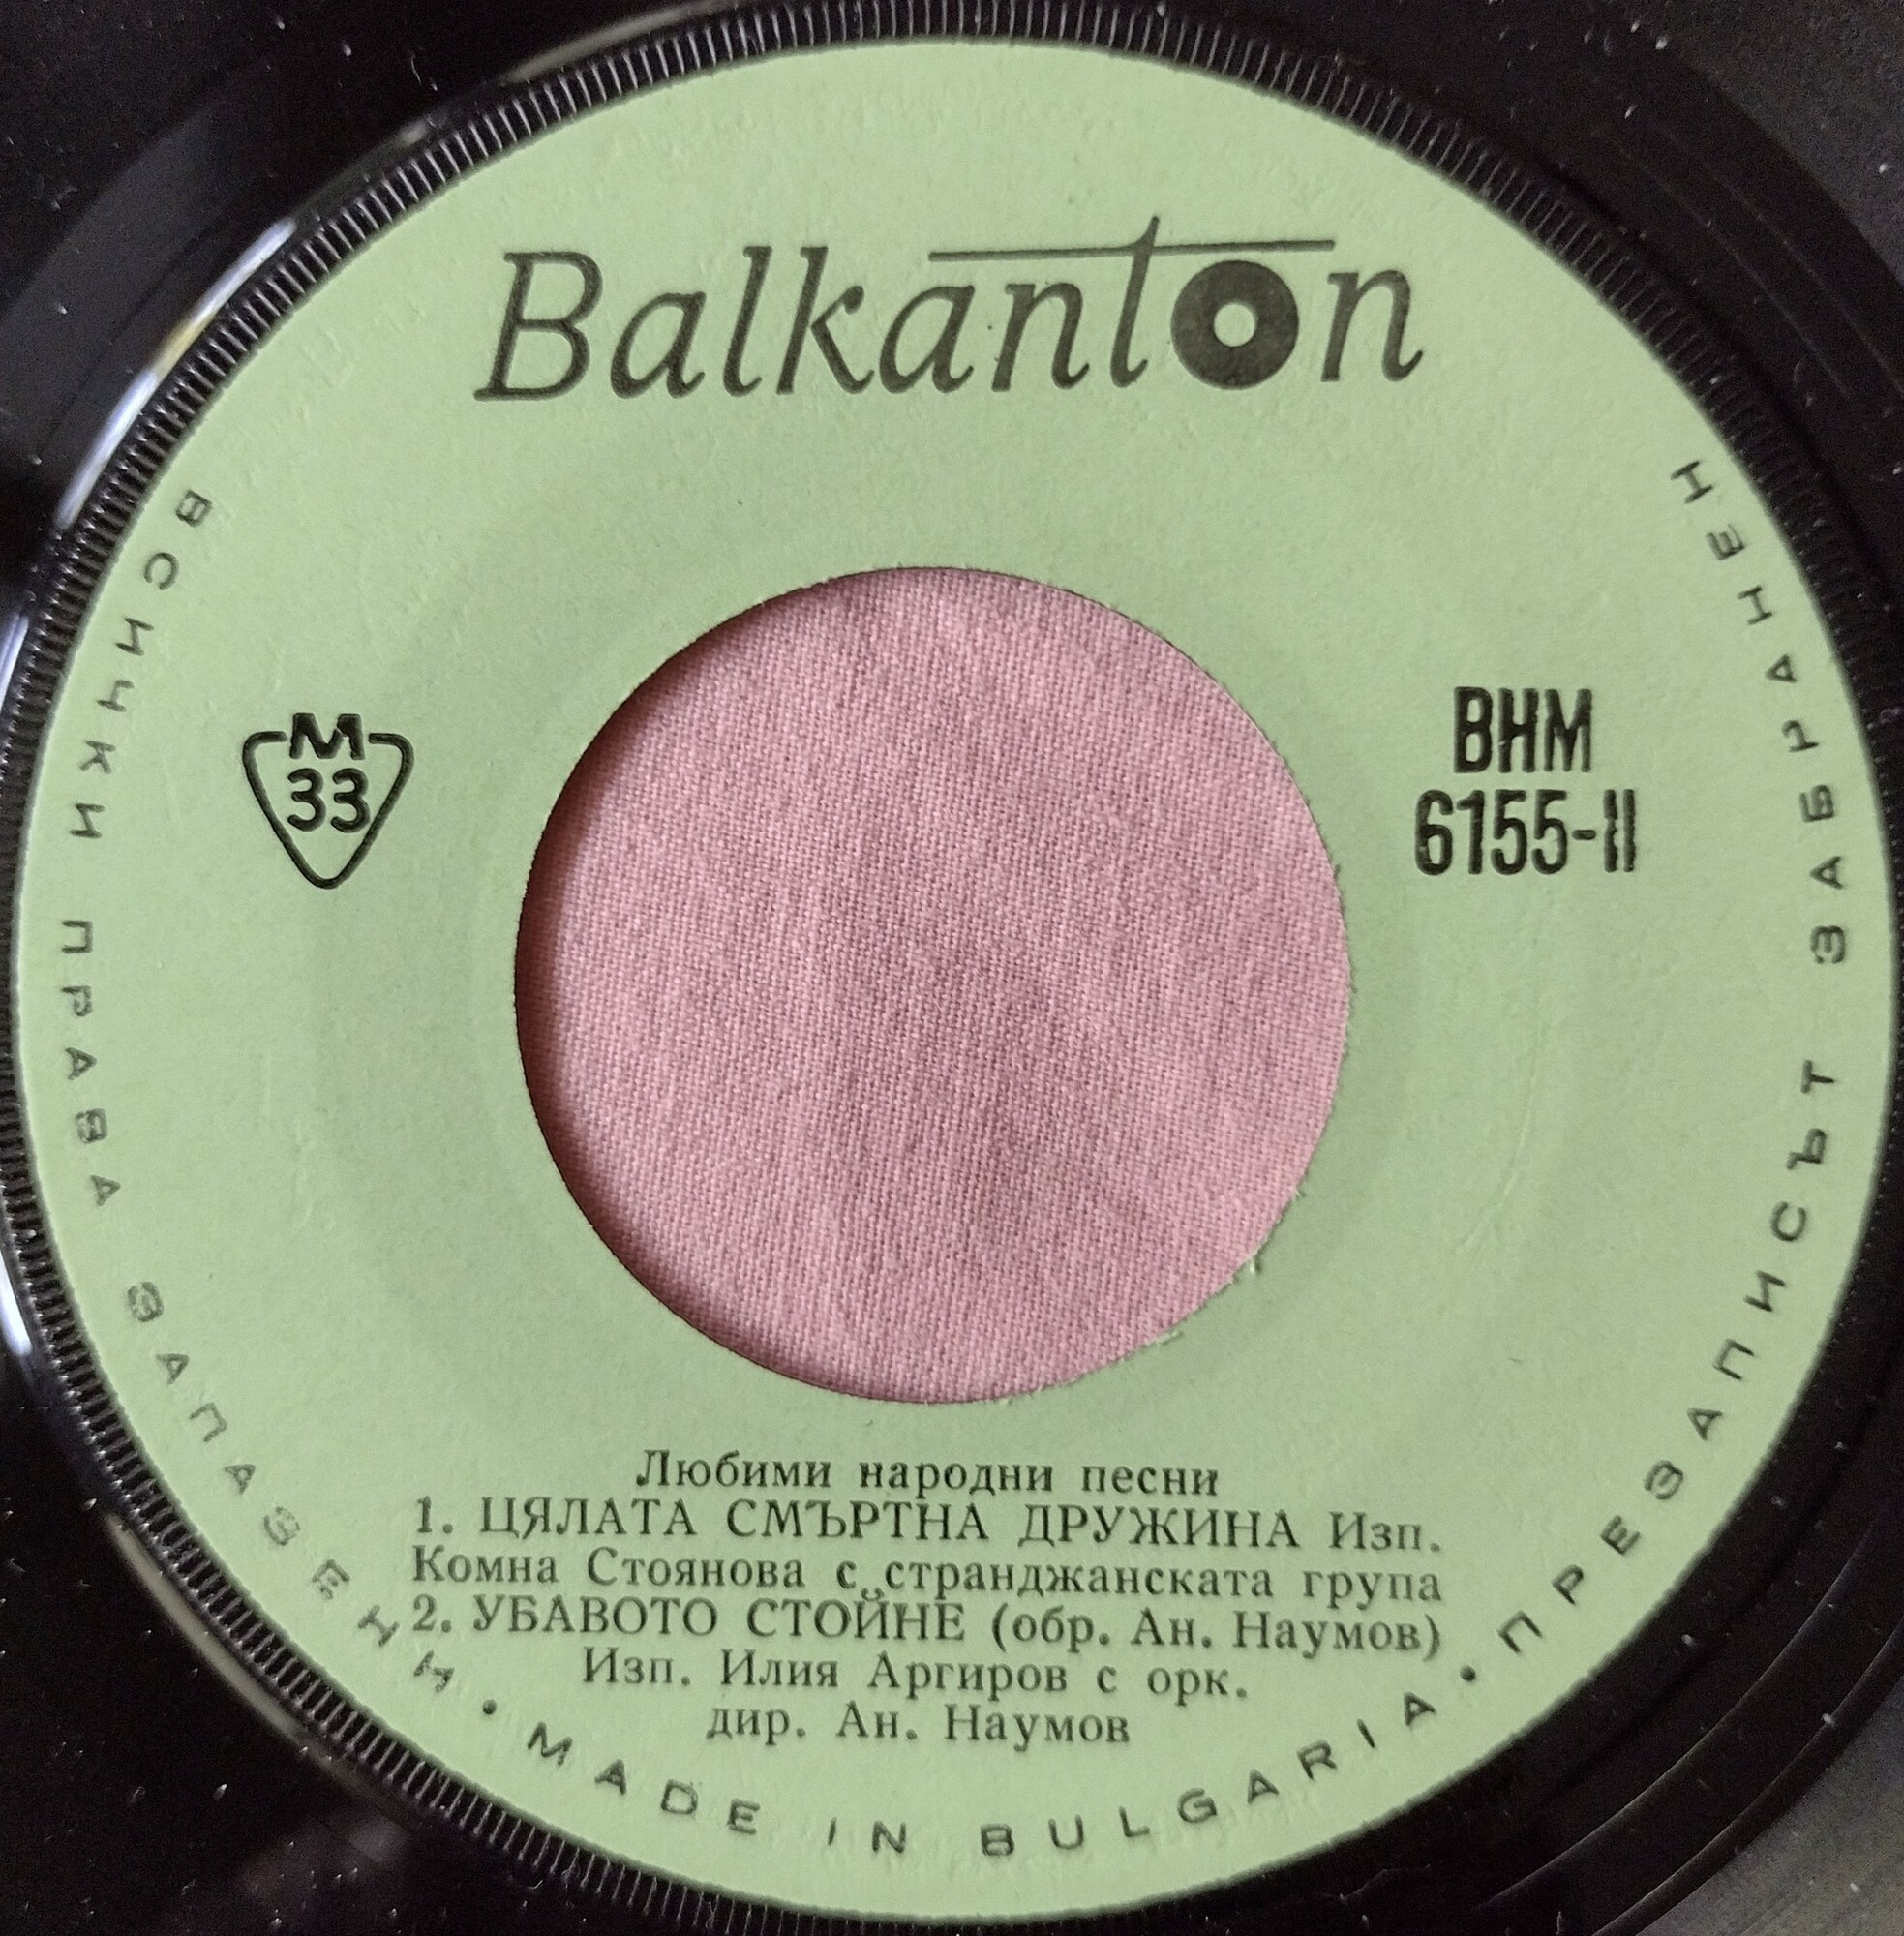 Balkanton
М
33
ВНМ
6155-II
Любими народни песни
1. ЦЯЛАТА СМЪРТНА ДРУЖИНА Изп.
Комна Стоянова с странджанската група
2. УБАВОТО СТОЙНЕ (обр. Ан. Наумов)
Изп. Илия Аргиров с орк.
дир. Ан. Наумов
ВСИЧКИ ПРАВА ЗАПАЗЕНИ • MADE IN BULGARIA • ПРЕЗАПИСЪТ ЗАБРАНЕН